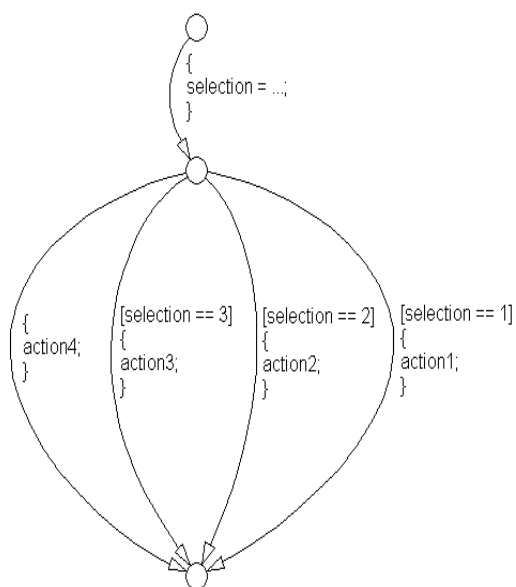 {
selection = ...;
}
{
action4;
}
[selection == 3]
{
action3;
}
[selection == 2]
{
action2;
}
[selection == 1]
{
action1;
}